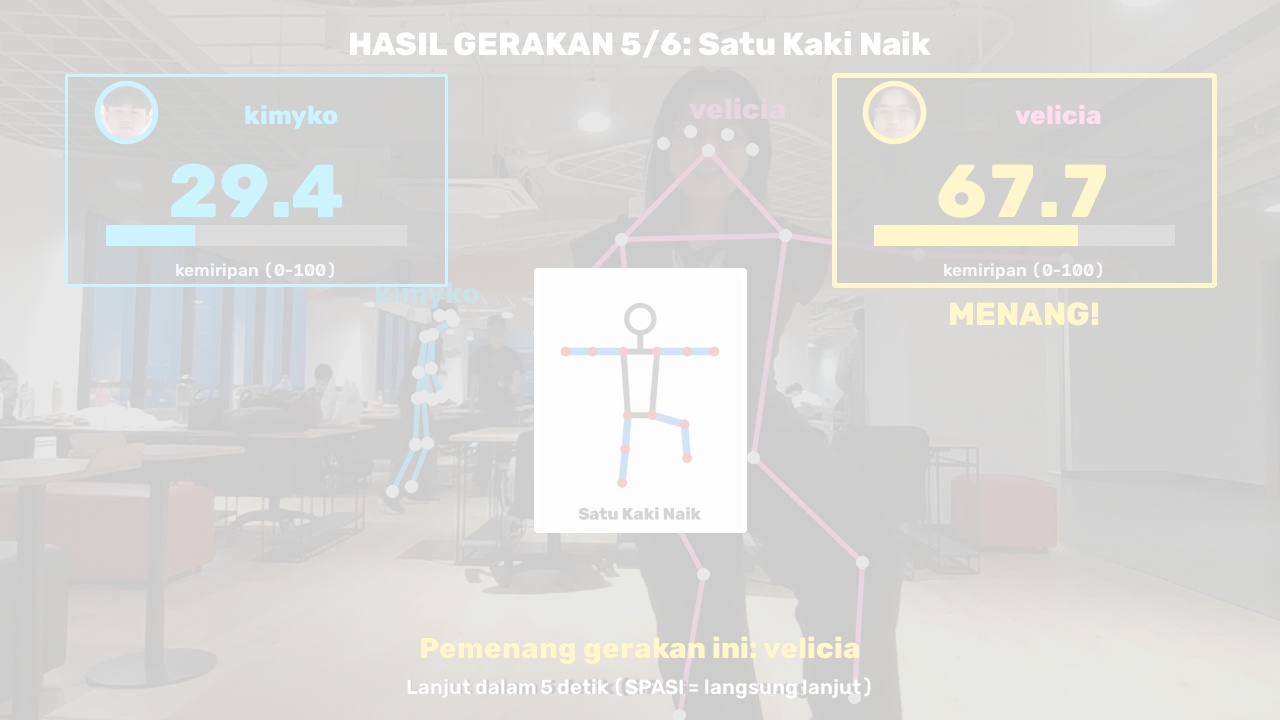 HASIL GERAKAN 5/6: Satu Kaki Naik
kimyko
29.4
kemiripan (0-100)
velicia
67.7
kemiripan (0-100)
MENANG!
velicia
kimyko
Satu Kaki Naik
Pemenang gerakan ini: velicia
Lanjut dalam 5 detik (SPASI = langsung lanjut)